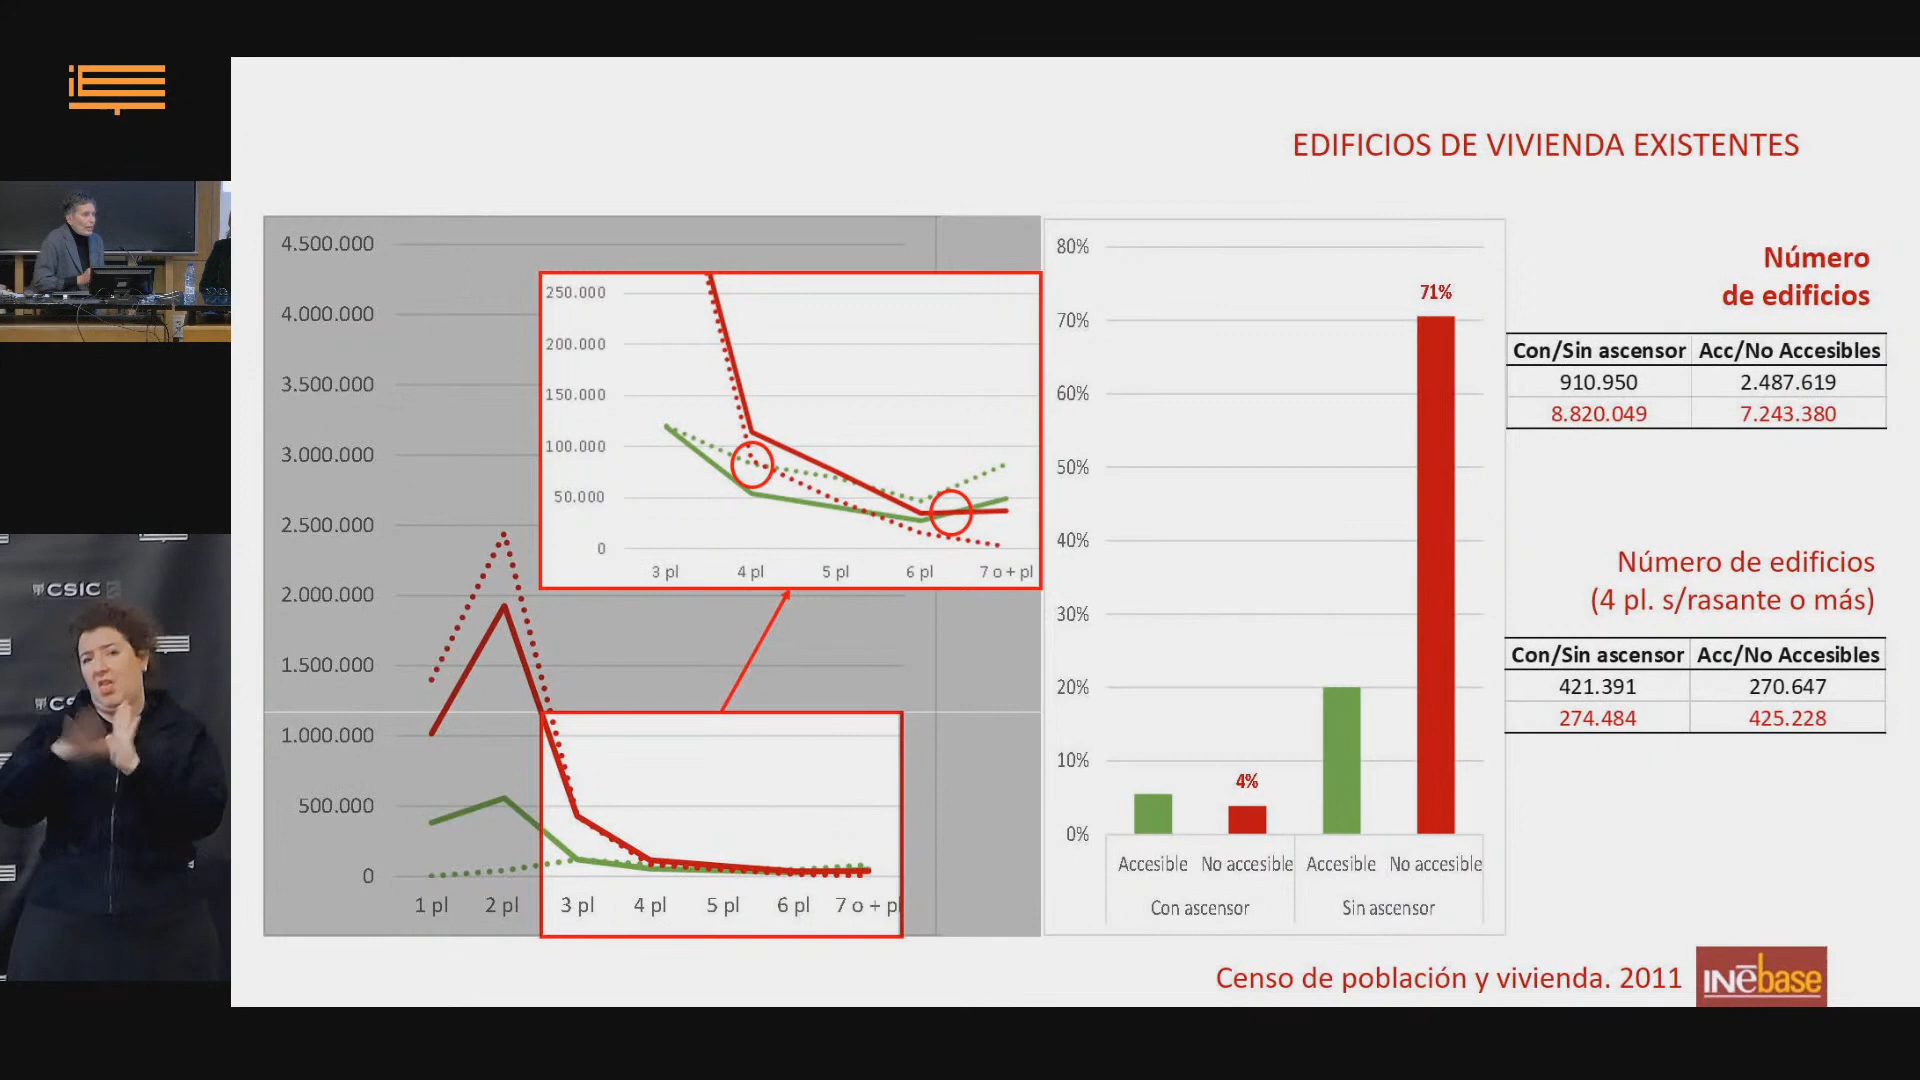 EDIFICIOS DE VIVIENDA EXISTENTES
4.500.000
4.000.000
3.500.000
3.000.000
2.500.000
2.000.000
1.500.000
1.000.000
500.000
0
1 pl 2 pl 3 pl 4 pl 5 pl 6 pl 7 o + pl
250.000
200.000
150.000
100.000
50.000
0
3 pl 4 pl 5 pl 6 pl 7 o + pl
80%
70%
60%
50%
40%
30%
20%
10%
0%
71%
4%
Accesible No accesible Accesible No accesible
Con ascensor Sin ascensor
Número
de edificios
Con/Sin ascensor Acc/No Accesibles
910.950 2.487.619
8.820.049 7.243.380
Número de edificios
(4 pl. s/rasante o más)
Con/Sin ascensor Acc/No Accesibles
421.391 270.647
274.484 425.228
Censo de población y vivienda. 2011
INēbase
CSIC
CS